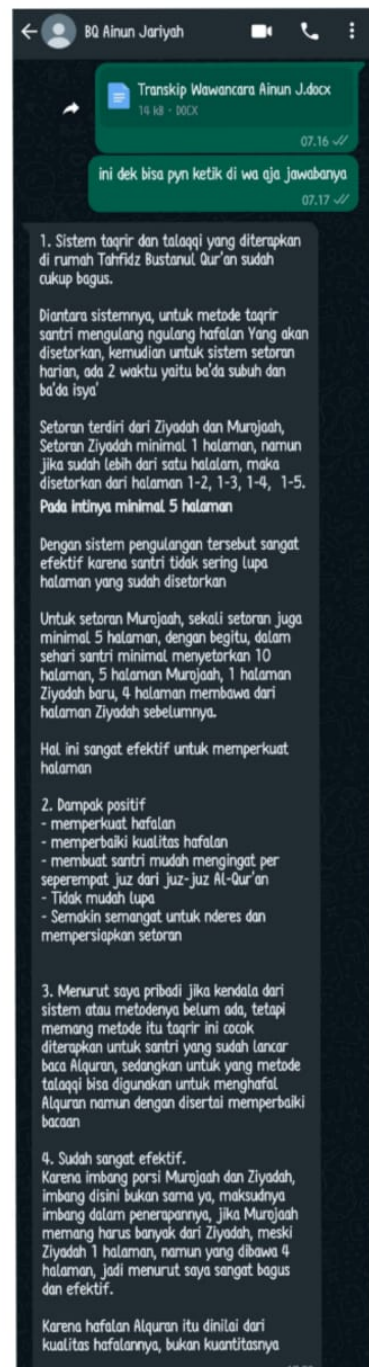 BQ Ainun Jariyah
Transkip Wawancara Ainun J.docx
14 kB • DOCX
07.16
ini dek bisa pyn ketik di wa aja jawabanya
07.17
1. Sistem taqrir dan talaqqi yang diterapkan
di rumah Tahfidz Bustanul Qur'an sudah
cukup bagus.
Diantara sistemnya, untuk metode taqrir
santri mengulang ngulang hafalan Yang akan
disetorkan, kemudian untuk sistem setoran
harian, ada 2 waktu yaitu ba'da subuh dan
ba'da isya'
Setoran terdiri dari Ziyadah dan Murojaah,
Setoran Ziyadah minimal 1 halaman, namun
jika sudah lebih dari satu halalam, maka
disetorkan dari halaman 1-2, 1-3, 1-4, 1-5.
Pada intinya minimal 5 halaman
Dengan sistem pengulangan tersebut sangat
efektif karena santri tidak sering lupa
halaman yang sudah disetorkan
Untuk setoran Murojaah, sekali setoran juga
minimal 5 halaman, dengan begitu, dalam
sehari santri minimal menyetorkan 10
halaman, 5 halaman Murojaah, 1 halaman
Ziyadah baru, 4 halaman membawa dari
halaman Ziyadah sebelumnya.
Hal ini sangat efektif untuk memperkuat
halaman
2. Dampak positif
- memperkuat hafalan
- memperbaiki kualitas hafalan
- membuat santri mudah mengingat per
seperempat juz dari juz-juz Al-Qur'an
- Tidak mudah lupa
- Semakin semangat untuk nderes dan
mempersiapkan setoran
3. Menurut saya pribadi jika kendala dari
sistem atau metodenya belum ada, tetapi
memang metode itu taqrir ini cocok
diterapkan untuk santri yang sudah lancar
baca Alquran, sedangkan untuk yang metode
talaqqi bisa digunakan untuk menghafal
Alquran namun dengan disertai memperbaiki
bacaan
4. Sudah sangat efektif.
Karena imbang porsi Murojaah dan Ziyadah,
imbang disini bukan sama ya, maksudnya
imbang dalam penerapannya, jika Murojaah
memang harus banyak dari Ziyadah, meski
Ziyadah 1 halaman, namun yang dibawa 4
halaman, jadi menurut saya sangat bagus
dan efektif.
Karena hafalan Alquran itu dinilai dari
kualitas hafalannya, bukan kuantitasnya